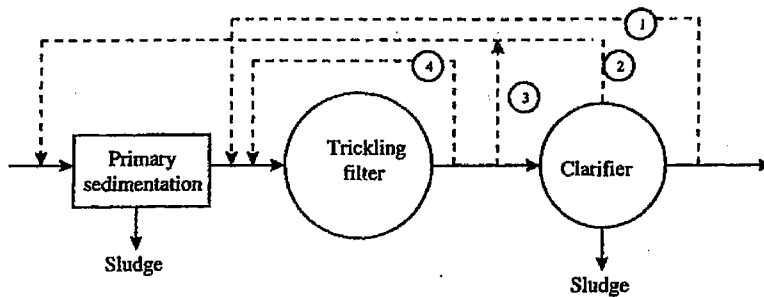 1
2
4
3
Primary
sedimentation
Trickling
filter
Clarifier
Sludge
Sludge